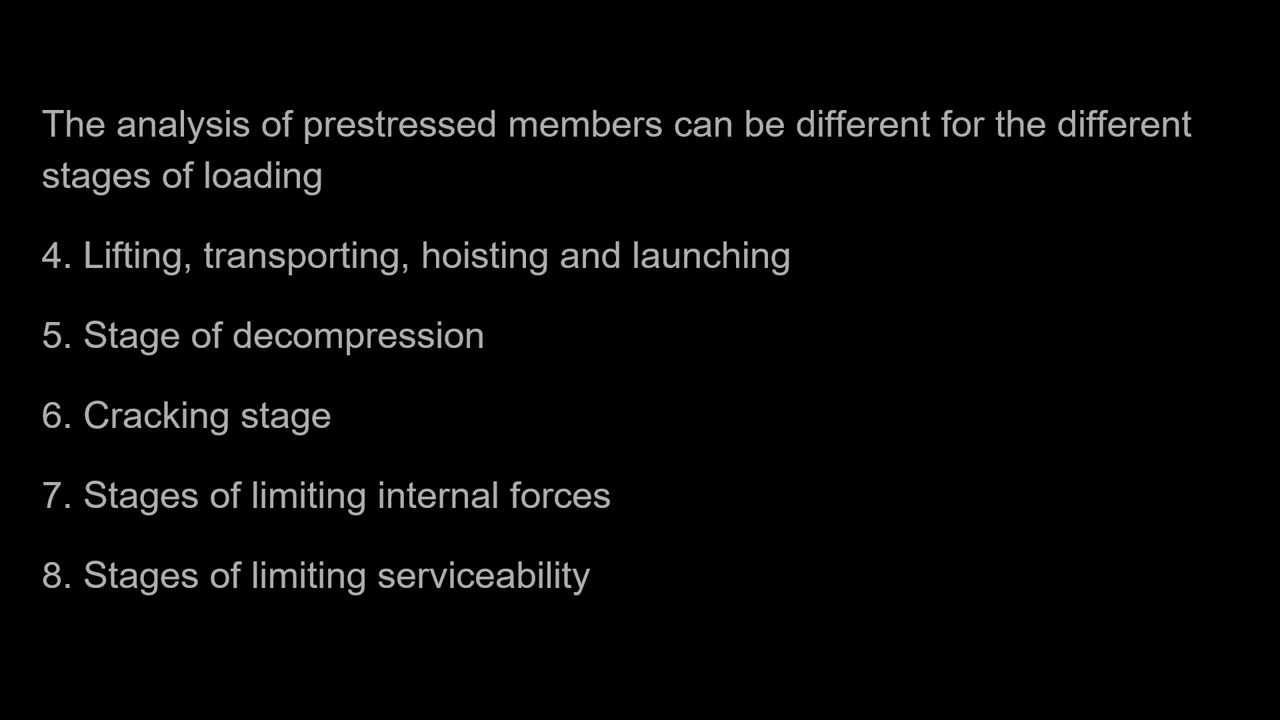 The analysis of prestressed members can be different for the different
stages of loading
4. Lifting, transporting, hoisting and launching
5. Stage of decompression
6. Cracking stage
7. Stages of limiting internal forces
8. Stages of limiting serviceability